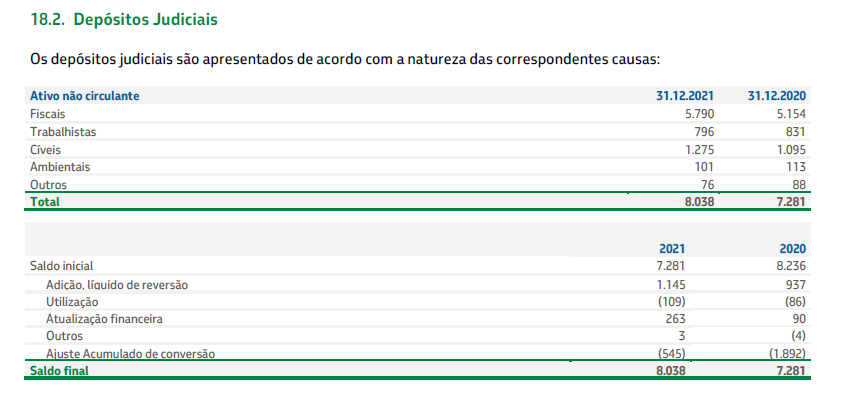 18.2. Depósitos Judiciais
Os depósitos judiciais são apresentados de acordo com a natureza das correspondentes causas:
Ativo não circulante 31.12.2021 31.12.2020
Fiscais 5.790 5.154
Trabalhistas 796 831
Cíveis 1.275 1.095
Ambientais 101 113
Outros 76 88
Total 8.038 7.281
2021 2020
Saldo inicial 7.281 8.236
Adição, líquido de reversão 1.145 937
Utilização (109) (86)
Atualização financeira 263 90
Outros 3 (4)
Ajuste Acumulado de conversão (545) (1.892)
Saldo final 8.038 7.281